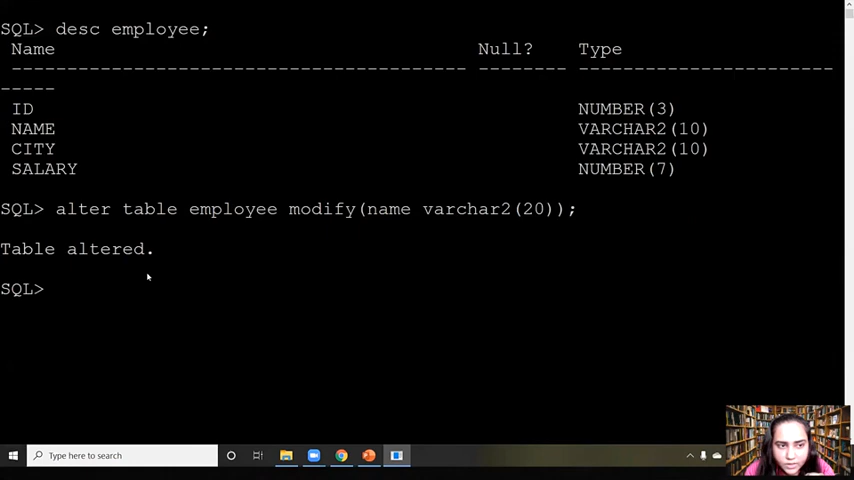 SQL> desc employee;
Name Null? Type
----------------------------------------- -------- -----------------------
-----
ID NUMBER(3)
NAME VARCHAR2(10)
CITY VARCHAR2(10)
SALARY NUMBER(7)
SQL> alter table employee modify(name varchar2(20));
Table altered.
SQL>
Type here to search